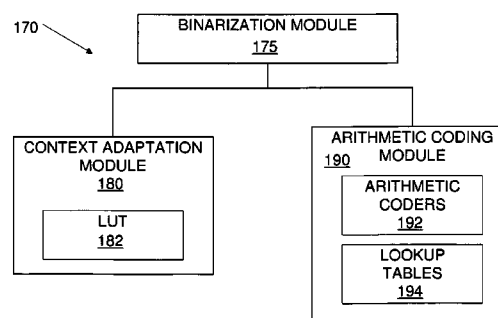 170
BINARIZATION MODULE
175
CONTEXT ADAPTATION
MODULE
180
LUT
182
ARITHMETIC CODING
190 MODULE
ARITHMETIC
CODERS
192
LOOKUP
TABLES
194